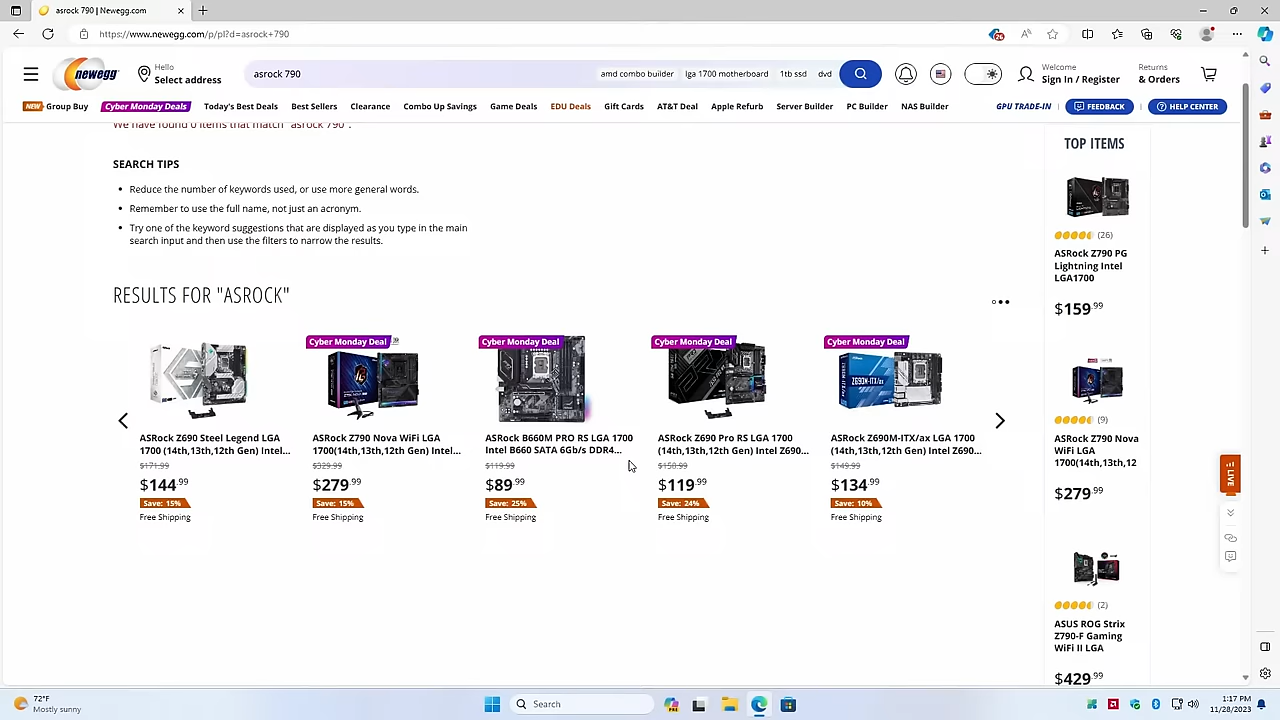 asrock 790 | Newegg.com
https://www.newegg.com/p/pl?d=asrock+790
newegg
Hello
Select address
asrock 790
amd combo builder
lga 1700 motherboard
1tb ssd
dvd
Welcome
Sign In / Register
Returns
& Orders
NEW Group Buy
Cyber Monday Deals
Today's Best Deals
Best Sellers
Clearance
Combo Up Savings
Game Deals
EDU Deals
Gift Cards
AT&T Deal
Apple Refurb
Server Builder
PC Builder
NAS Builder
GPU TRADE-IN
FEEDBACK
HELP CENTER
We have found 0 items that match "asrock 790".
SEARCH TIPS
Reduce the number of keywords used, or use more general words.
Remember to use the full name, not just an acronym.
Try one of the keyword suggestions that are displayed as you type in the main
search input and then use the filters to narrow the results.
RESULTS FOR "ASROCK"
ASRock Z690 Steel Legend LGA
1700 (14th,13th,12th Gen) Intel...
$171.99
$144.99
Save: 15%
Free Shipping
Cyber Monday Deal
ASRock Z790 Nova WiFi LGA
1700(14th,13th,12th Gen) Intel...
$329.99
$279.99
Save: 15%
Free Shipping
Cyber Monday Deal
ASRock B660M PRO RS LGA 1700
Intel B660 SATA 6Gb/s DDR4...
$119.99
$89.99
Save: 25%
Free Shipping
Cyber Monday Deal
ASRock Z690 Pro RS LGA 1700
(14th,13th,12th Gen) Intel Z690...
$158.99
$119.99
Save: 24%
Free Shipping
Cyber Monday Deal
Z690M-ITX/ax
ASRock Z690M-ITX/ax LGA 1700
(14th,13th,12th Gen) Intel Z690...
$149.99
$134.99
Save: 10%
Free Shipping
TOP ITEMS
(26)
ASRock Z790 PG
Lightning Intel
LGA1700
$159.99
(9)
ASRock Z790 Nova
WiFi LGA
1700(14th,13th,12
$279.99
(2)
ASUS ROG Strix
Z790-F Gaming
WiFi II LGA
$429.99
LIVE
72°F
Mostly sunny
Search
1:17 PM
11/28/2023